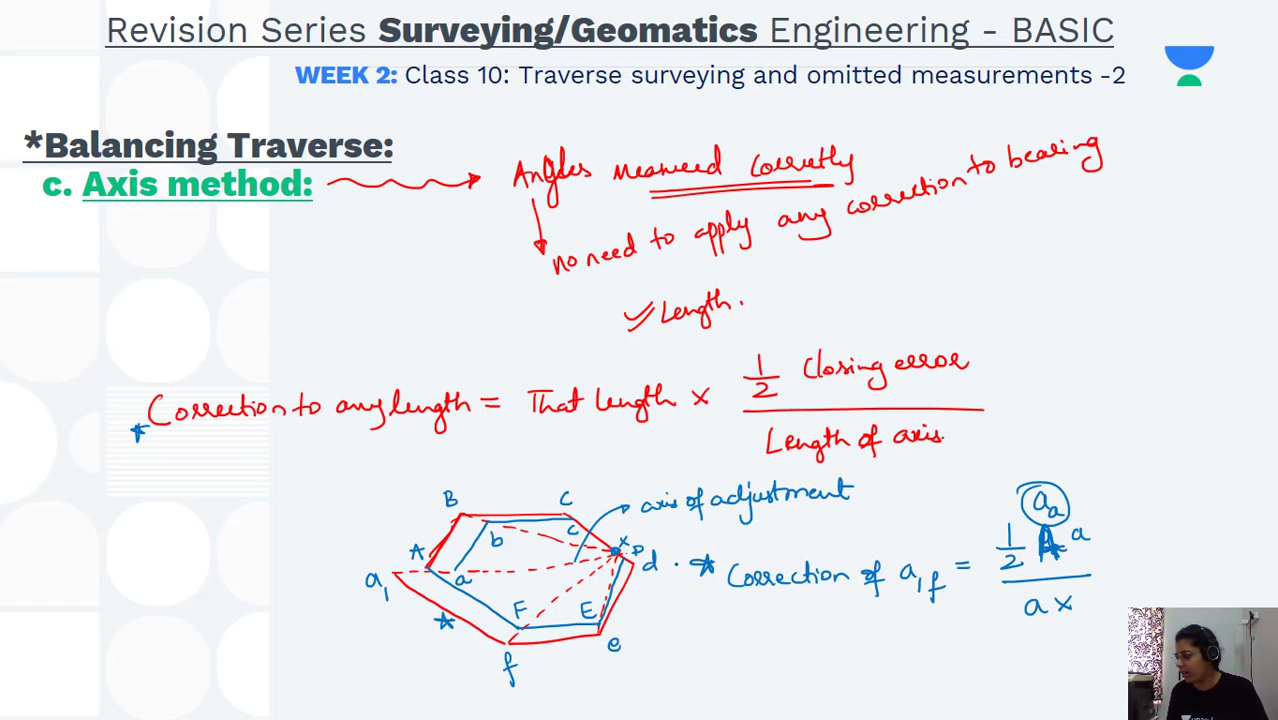 Revision Series Surveying/Geomatics Engineering - BASIC
WEEK 2: Class 10: Traverse surveying and omitted measurements -2
*Balancing Traverse:
c. Axis method:
Angles measured correctly
no need to apply any correction to bearing
✓ Length.
Correction to any length = That length × 1/2 Closing error / Length of axis.
B C axis of adjustment
b c x D
A a d
a1
F E
f e
* Correction of a1f = 1/2 a a / a x